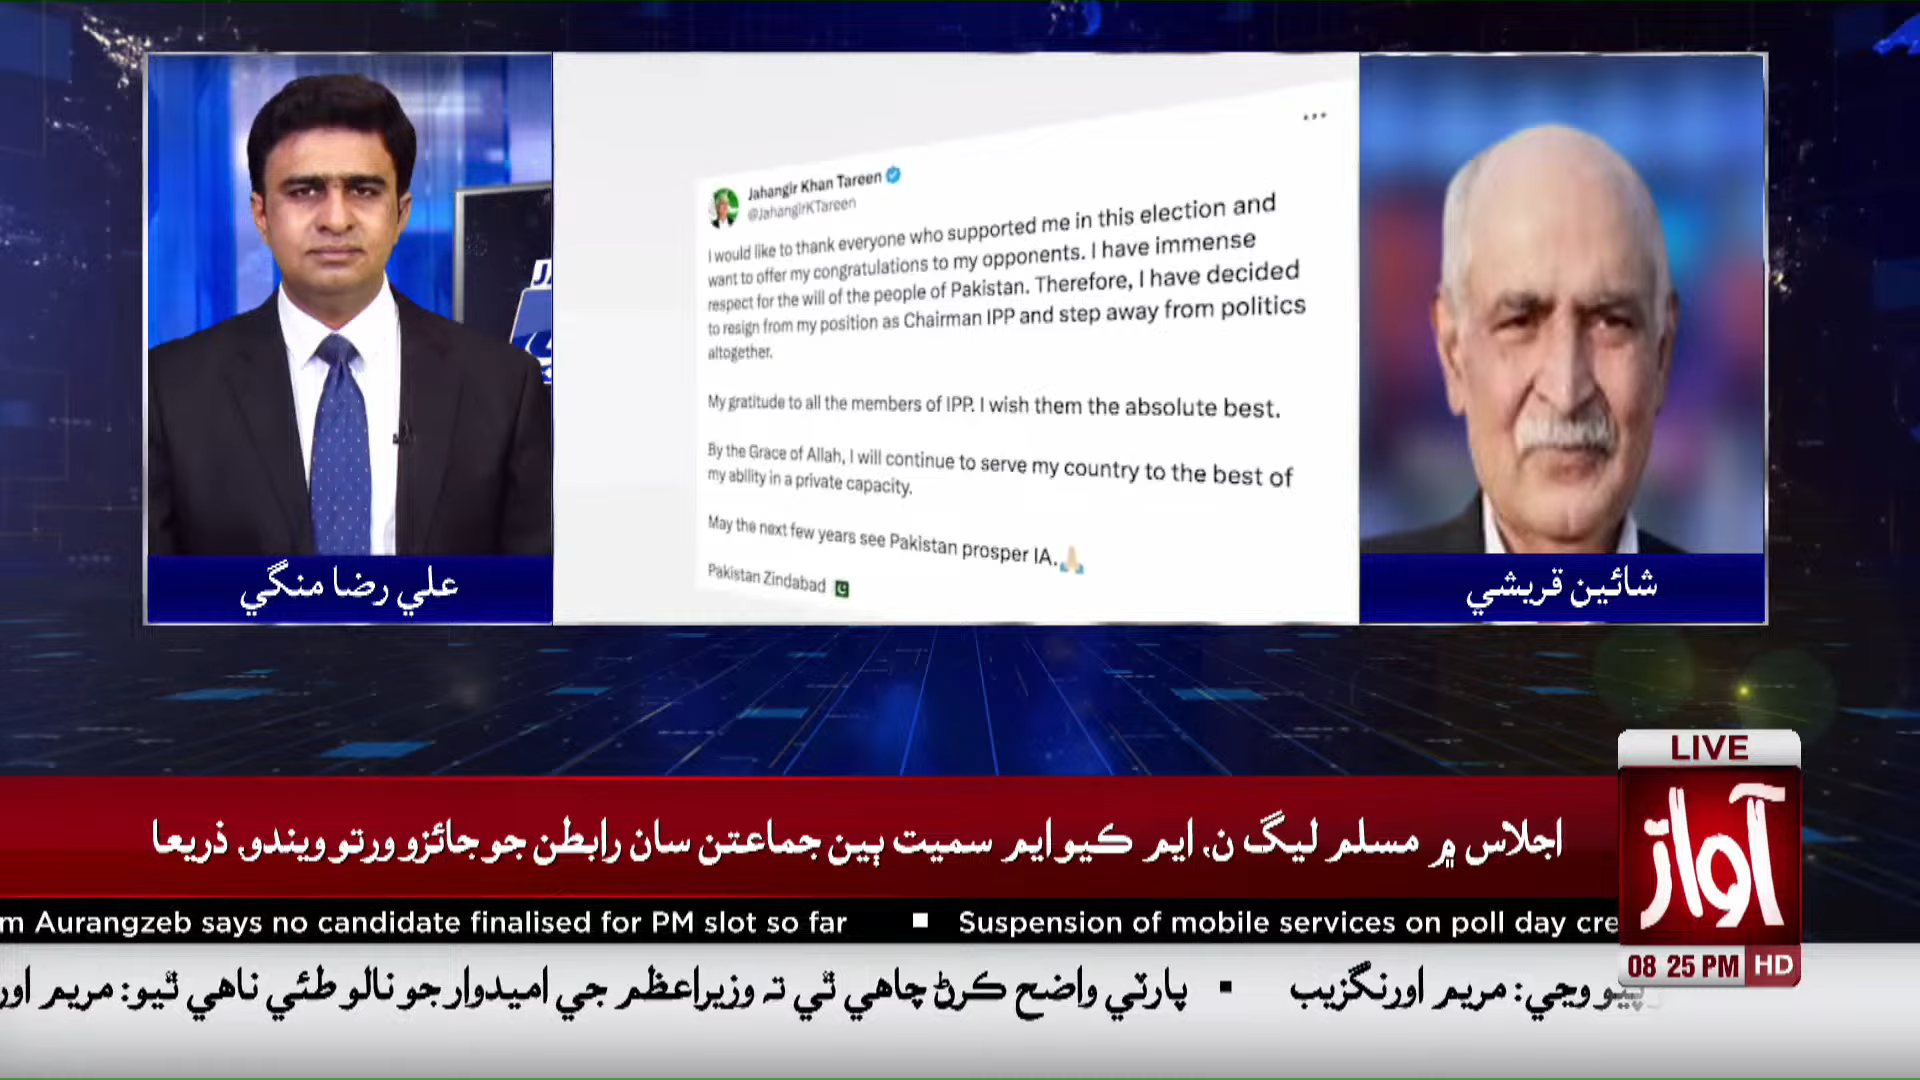 Jahangir Khan Tareen
@JahangirKTareen
I would like to thank everyone who supported me in this election and
want to offer my congratulations to my opponents. I have immense
respect for the will of the people of Pakistan. Therefore, I have decided
to resign from my position as Chairman IPP and step away from politics
altogether.
My gratitude to all the members of IPP. I wish them the absolute best.
By the Grace of Allah, I will continue to serve my country to the best of
my ability in a private capacity.
May the next few years see Pakistan prosper IA.
Pakistan Zindabad
علي رضا منگي
شائين قريشي
LIVE
آواز
اجلاس ۾ مسلم ليگ ن، ايم ڪيو ايم سميت ٻين جماعتن سان رابطن جو جائزو ورتو ويندو، ذريعا
Aurangzeb says no candidate finalised for PM slot so far ■ Suspension of mobile services on poll day
08 25 PM HD
وڃي: مريم اورنگزيب ▪ پارٽي واضح ڪرڻ چاهي ٿي ته وزيراعظم جي اميدوار جو نالو طئي ناهي ٿيو: مريم